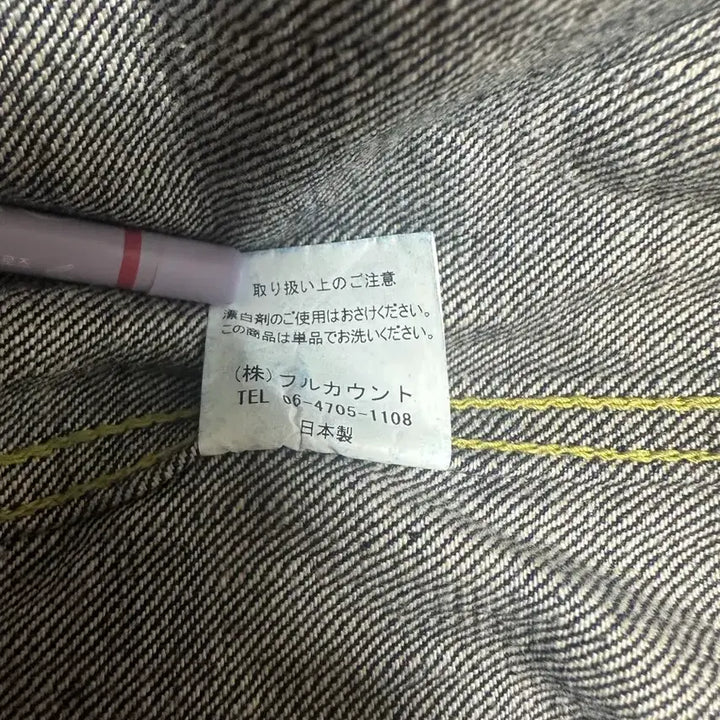 取り扱い上のご注意
漂白剤のご使用はおさけください。
この商品は単品でお洗いください。
(株) フルカウント
TEL 06-4705-1108
日本製